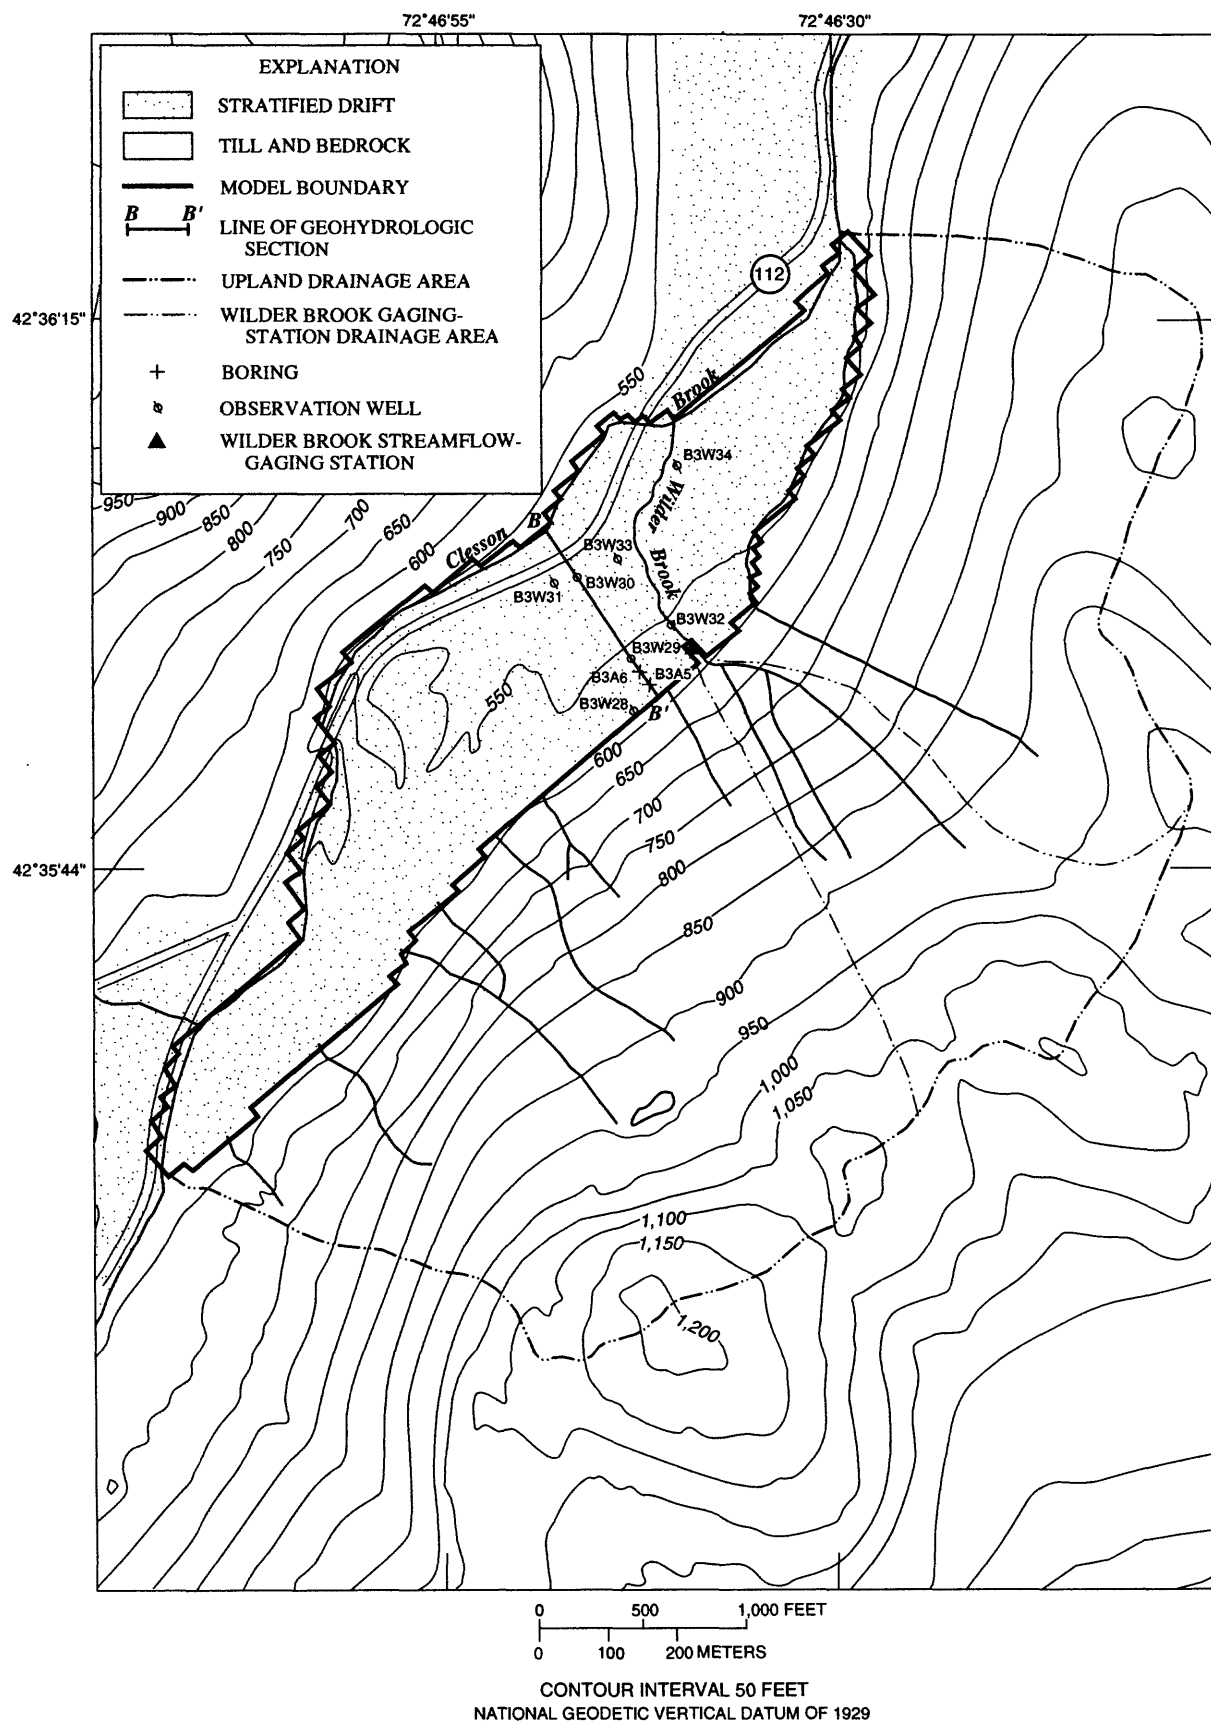 72°46'55"
72°46'30"
EXPLANATION
STRATIFIED DRIFT
TILL AND BEDROCK
MODEL BOUNDARY
B B'
LINE OF GEOHYDROLOGIC
SECTION
UPLAND DRAINAGE AREA
WILDER BROOK GAGING-
STATION DRAINAGE AREA
BORING
OBSERVATION WELL
WILDER BROOK STREAMFLOW-
GAGING STATION
112
42°36'15"
550
Brook
B3W34
Wilder
Brook
950
900
850
800
750
700
650
600
Clesson
B
B3W33
B3W30
B3W31
B3W32
B3W29
B3A6
B3A5
B3W28
B'
550
600
650
700
750
800
850
900
950
1,000
1,050
42°35'44"
1,100
1,150
1,200
0 500 1,000 FEET
0 100 200 METERS
CONTOUR INTERVAL 50 FEET
NATIONAL GEODETIC VERTICAL DATUM OF 1929